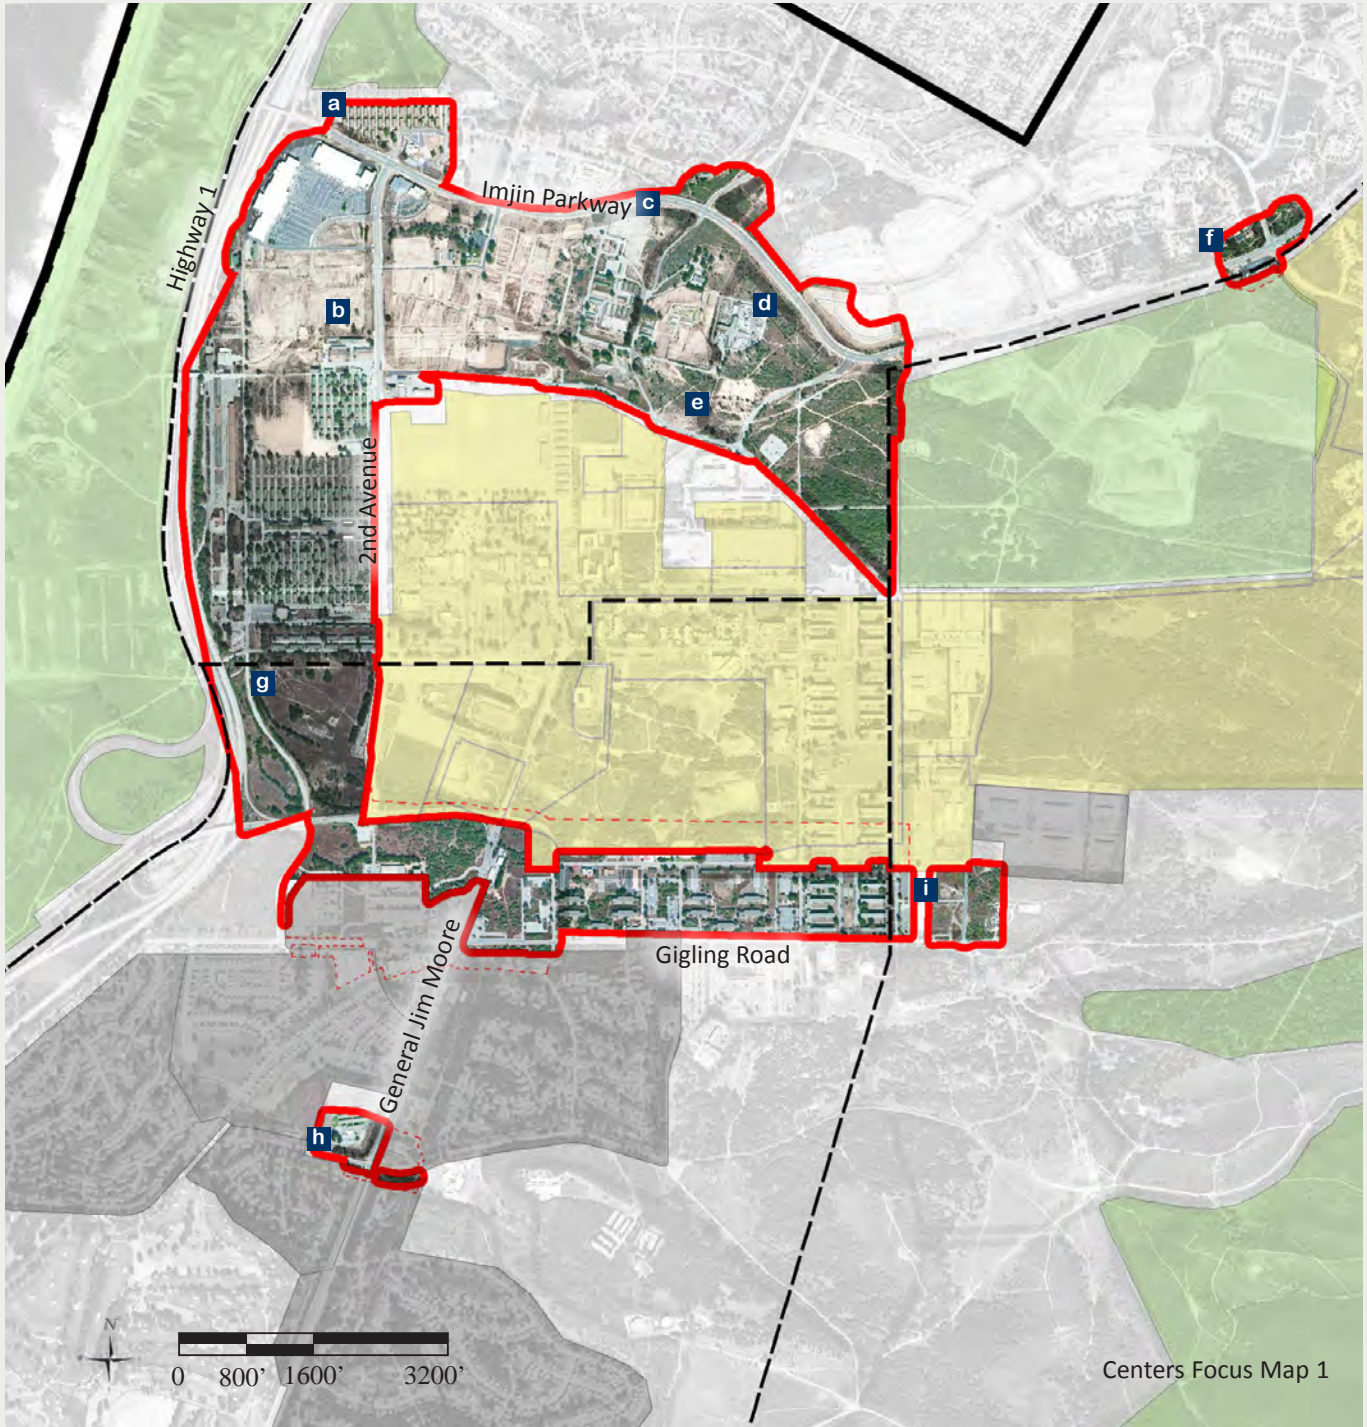 a
Imjin Parkway
c
Highway 1
f
b
d
e
2nd Avenue
g
i
Gigling Road
General Jim Moore
h
N
0 800’ 1600’ 3200’
Centers Focus Map 1